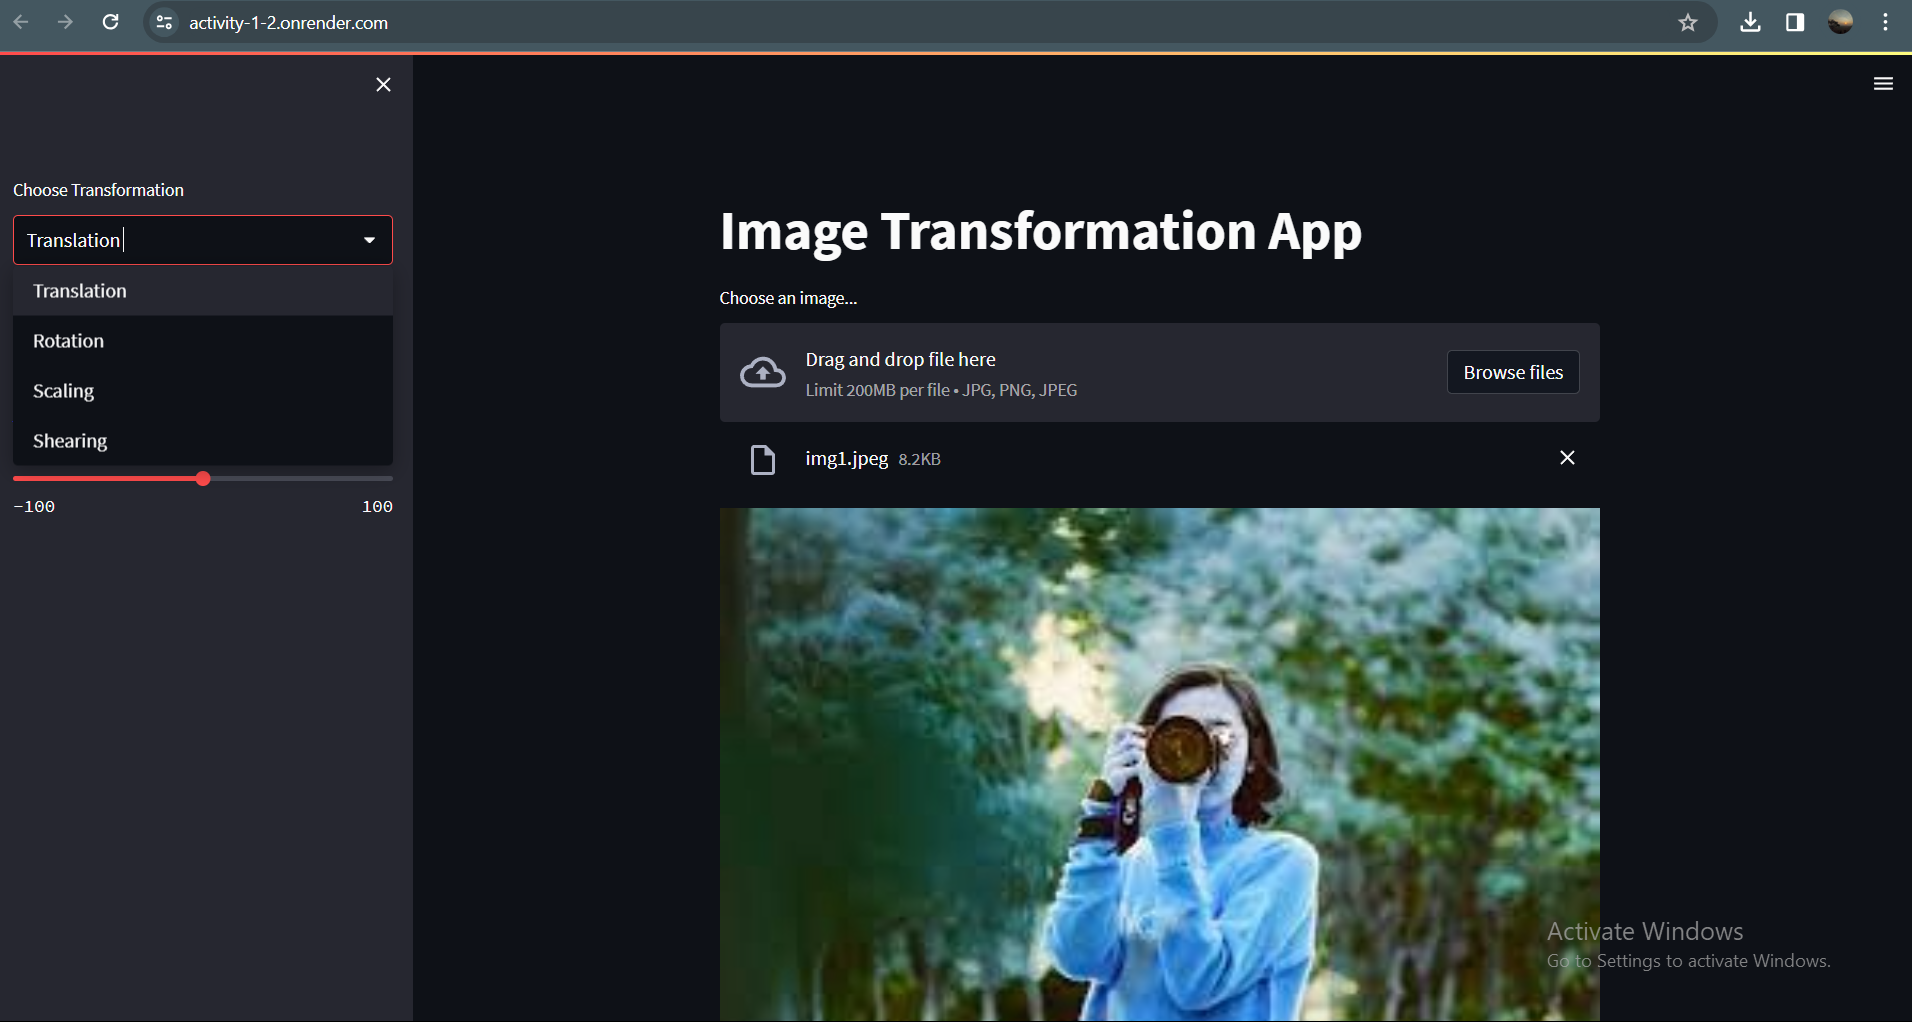 activity-1-2.onrender.com
Choose Transformation
Translation
Translation
Rotation
Scaling
Shearing
-100 100
Image Transformation App
Choose an image...
Drag and drop file here
Limit 200MB per file • JPG, PNG, JPEG
Browse files
img1.jpeg 8.2KB
Activate Windows
Go to Settings to activate Windows.